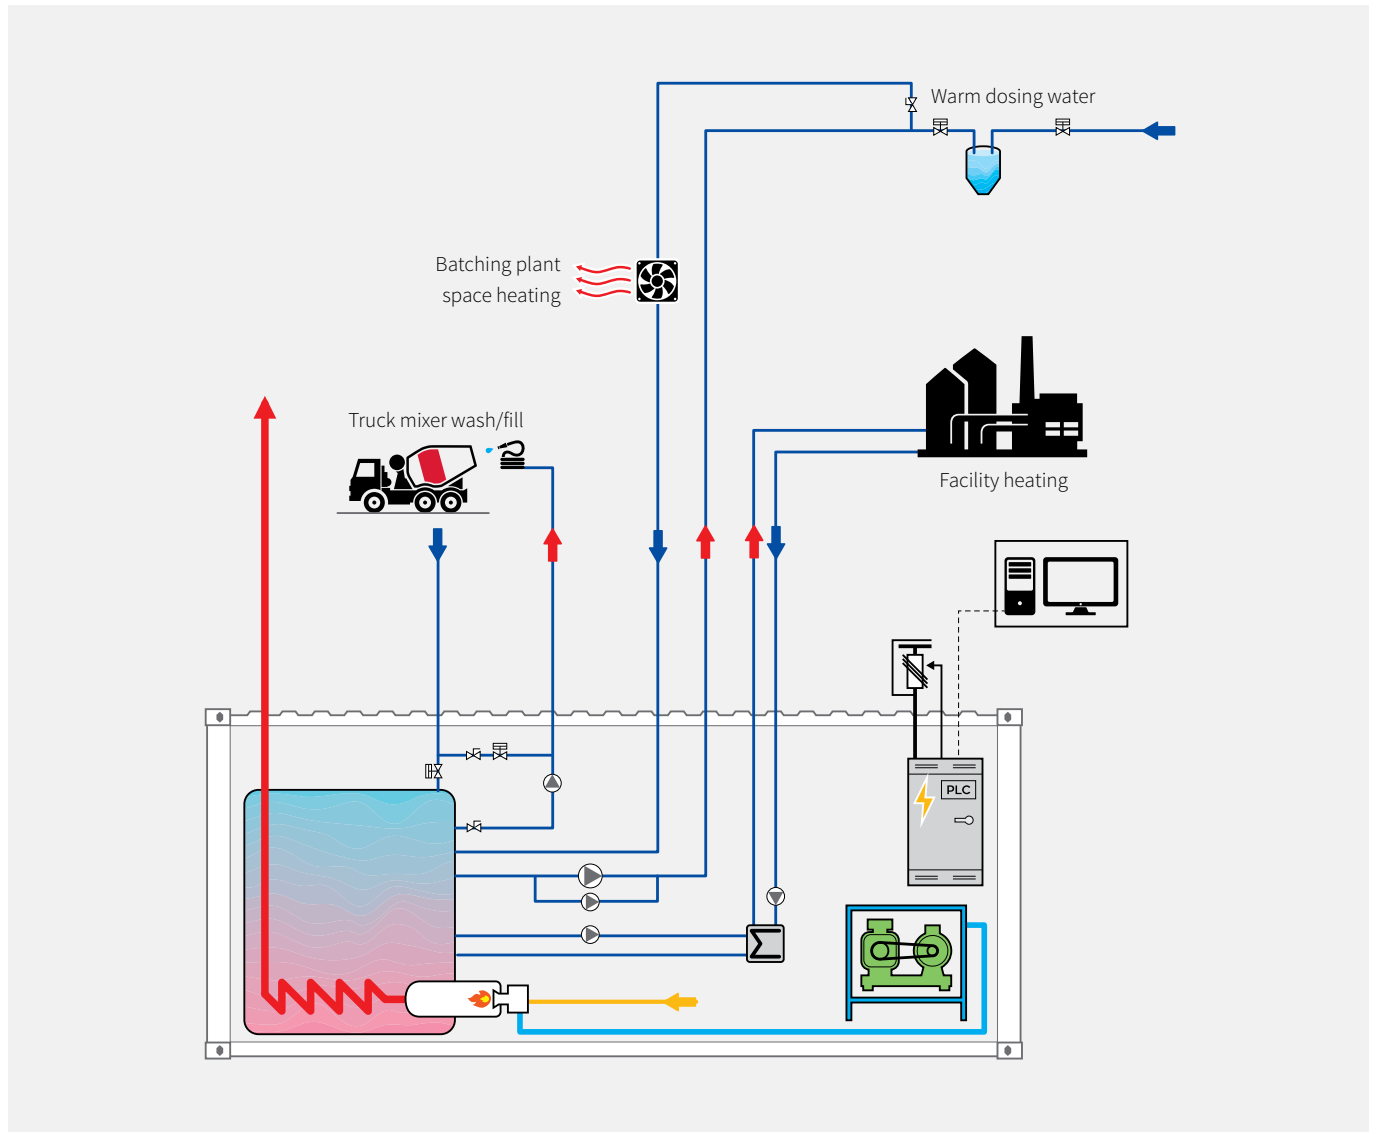 Warm dosing water
Batching plant
space heating
Truck mixer wash/fill
Facility heating
PLC